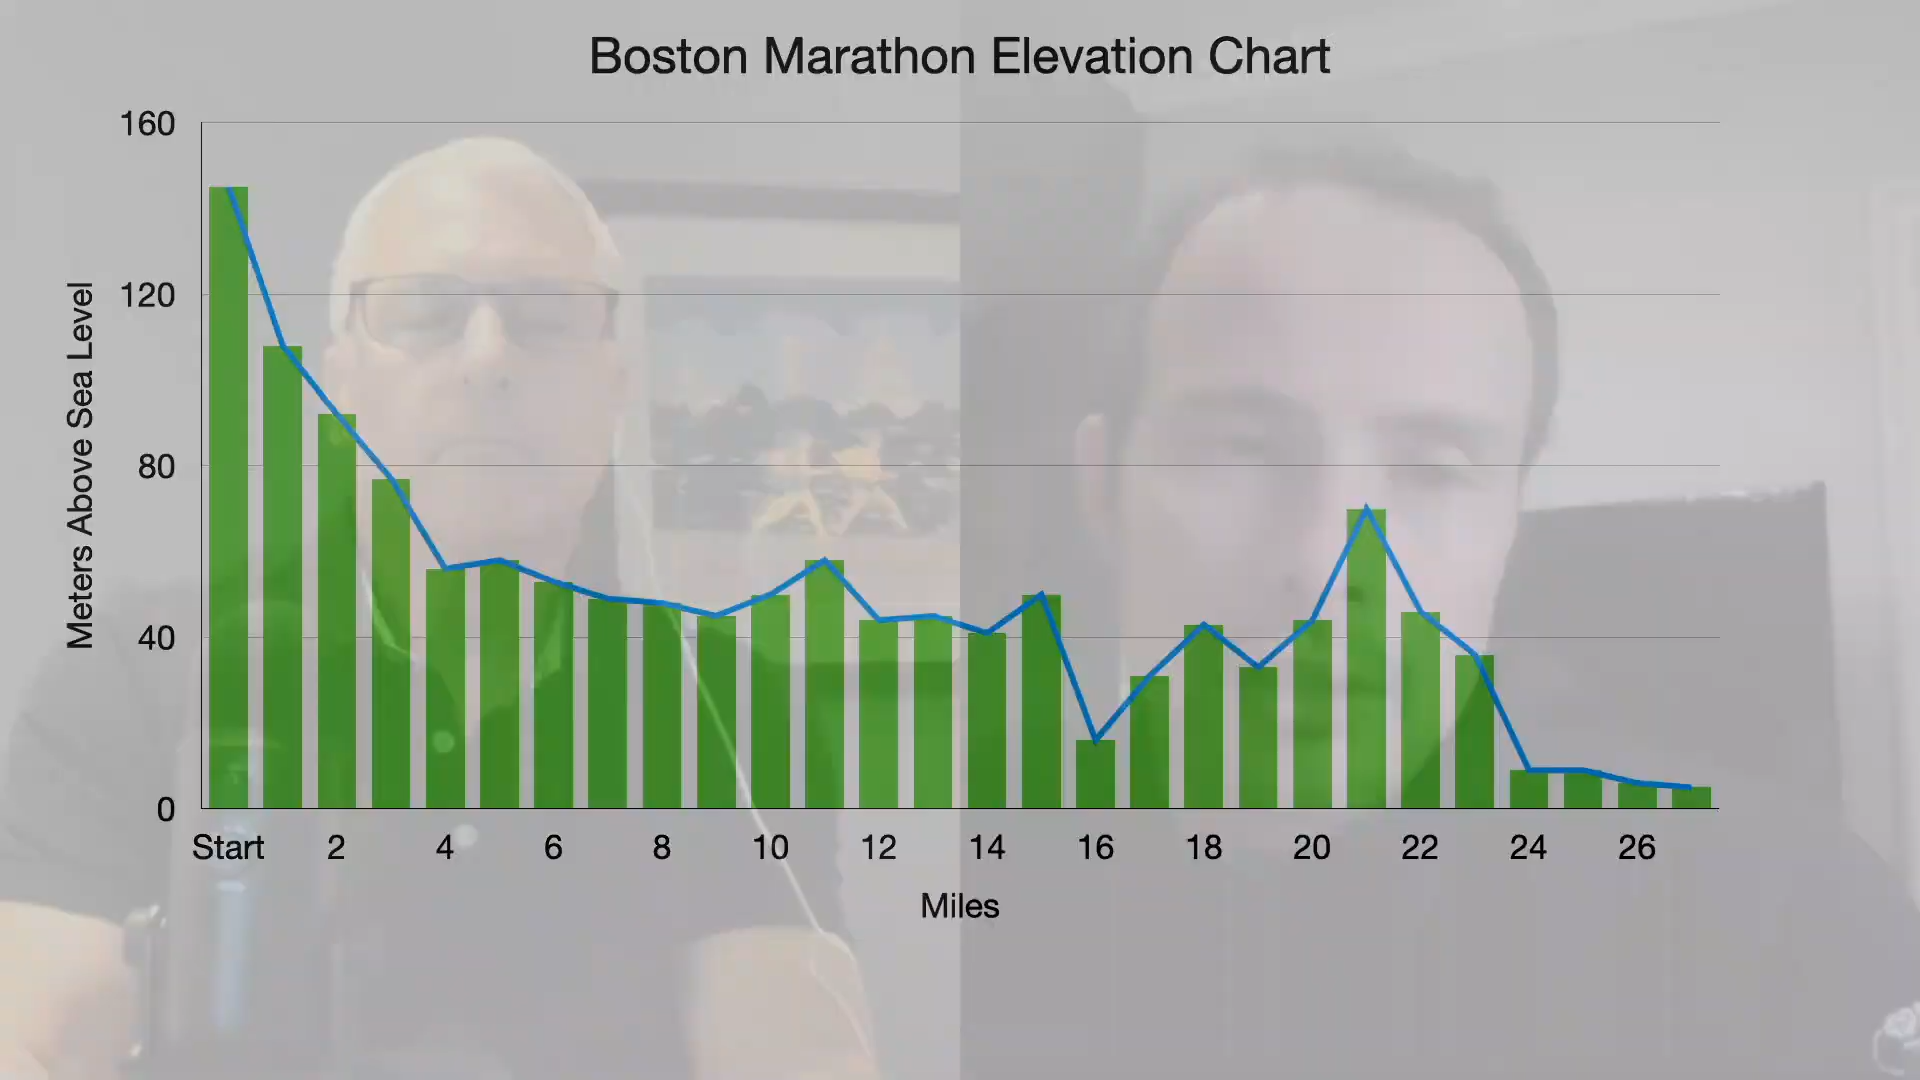 Boston Marathon Elevation Chart
160
120
80
40
0
Meters Above Sea Level
Start 2 4 6 8 10 12 14 16 18 20 22 24 26
Miles